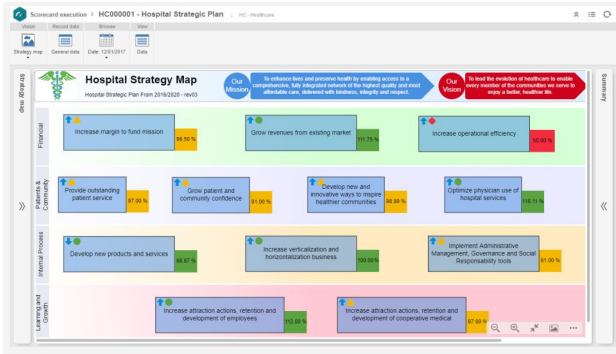 Scorecard execution > HC000001 - Hospital Strategic Plan | HC - Healthcare
Vision Record data Browse View
Strategy map General data Date: 12/31/2017 Data
Strategy map
Summary
Hospital Strategy Map
Hospital Strategic Plan From 2016/2020 - rev03
Our
Mission
To enhance lives and preserve health by enabling access to a
comprehensive, fully integrated network of the highest quality and most
affordable care, delivered with kindness, integrity and respect.
Our
Vision
To lead the evolution of healthcare to enable
every member of the communities we serve to
enjoy a better, healthier life.
Financial
Increase margin to fund mission
Grow revenues from existing market
111.75 %
Increase operational efficiency
50.00 %
Patients &
Community
Provide outstanding
patient service
97.00 %
Grow patient and
community confidence
91.00 %
Develop new and
innovative ways to inspire
healthier communities
Optimize physician use of
hospital services
Internal Process
Develop new products and services
Increase verticalization and
horizontalization business
100.00%
Implement Administrative
Management, Governance and Social
Responsability tools
91.00 %
Learning and
Growth
Increase attraction actions, retention and
development of employees
112.00 %
Increase attraction actions, retention and
development of cooperative medical
97.00 %